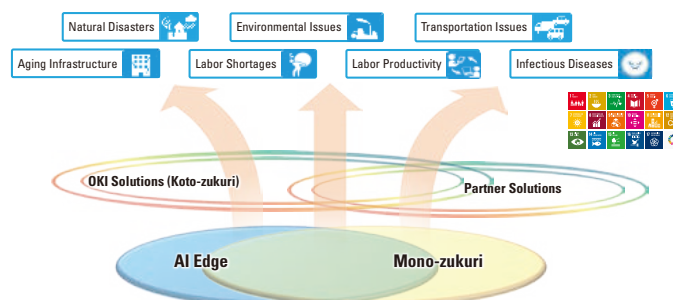 Natural Disasters
Environmental Issues
Transportation Issues
Aging Infrastructure
Labor Shortages
Labor Productivity
Infectious Diseases
OKI Solutions (Koto-zukuri)
Partner Solutions
AI Edge
Mono-zukuri